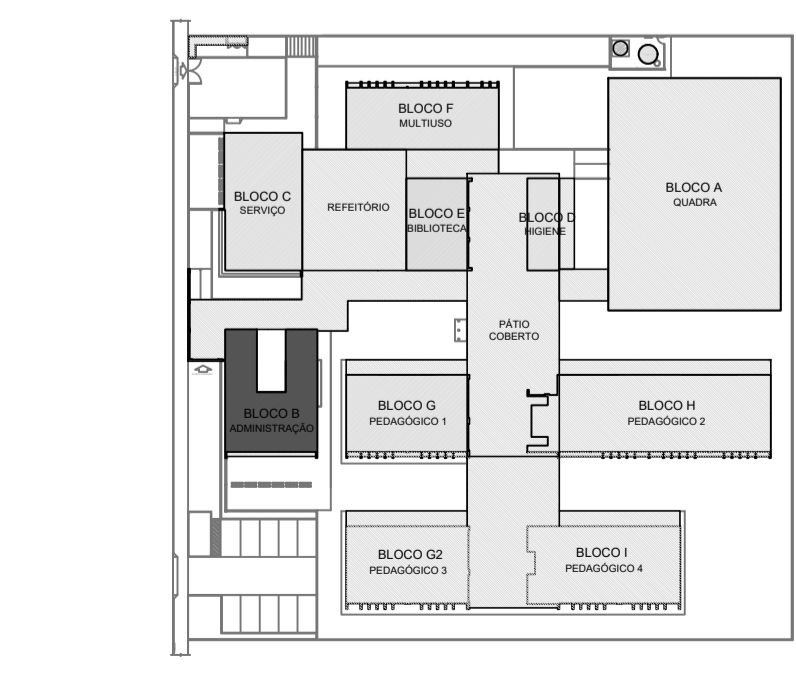 BLOCO F
MULTIUSO
BLOCO A
QUADRA
BLOCO C
SERVIÇO
REFEITÓRIO
BLOCO E
BIBLIOTECA
BLOCO D
HIGIENE
PÁTIO
COBERTO
BLOCO B
ADMINISTRAÇÃO
BLOCO G
PEDAGÓGICO 1
BLOCO H
PEDAGÓGICO 2
BLOCO G2
PEDAGÓGICO 3
BLOCO I
PEDAGÓGICO 4